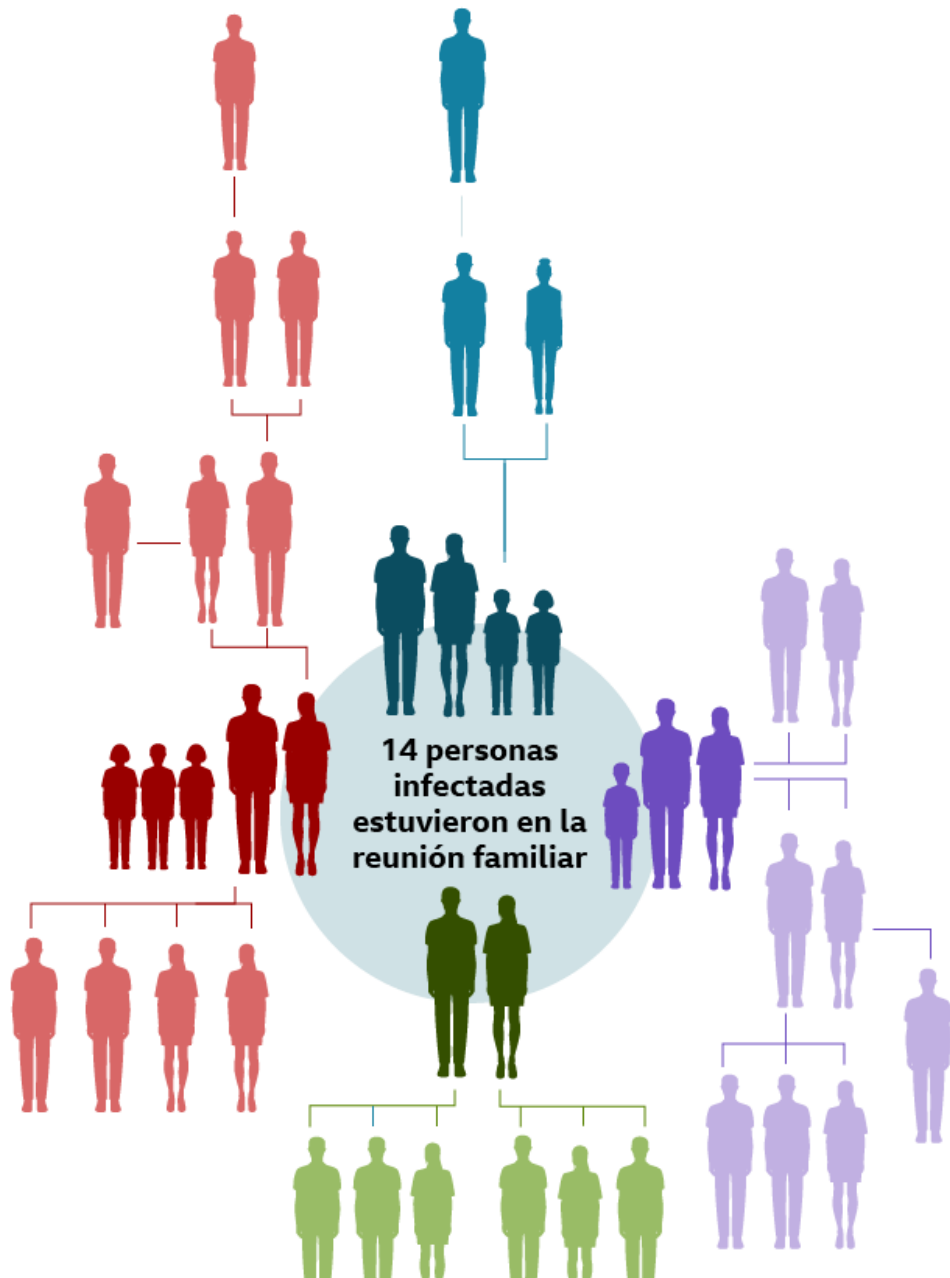 14 personas
infectadas
estuvieron en la
reunión familiar